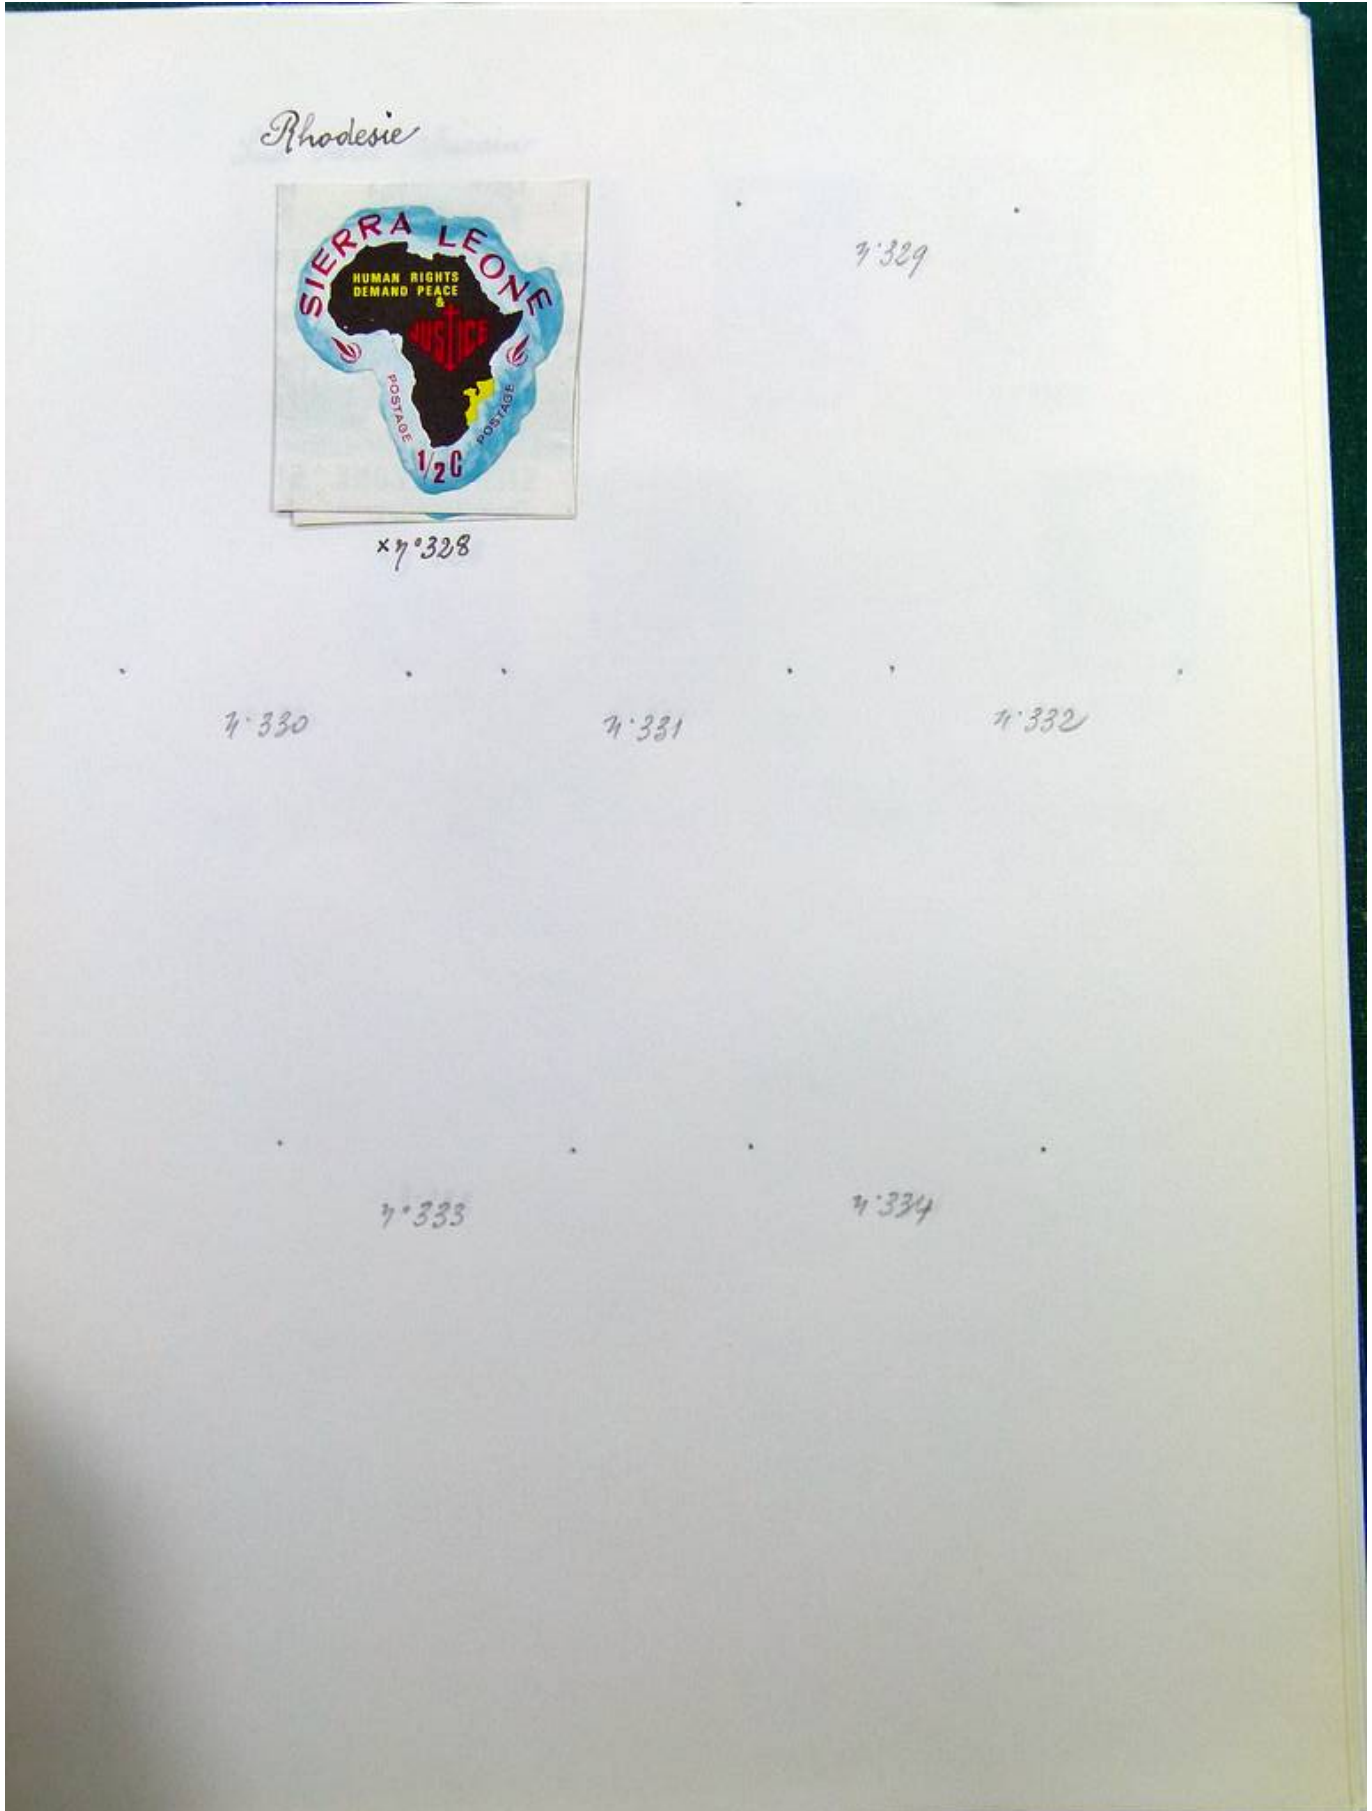 Rhodesie
SIERRA LEONE
HUMAN RIGHTS
DEMAND PEACE
&
JUSTICE
POSTAGE
POSTAGE
1/2C
n°329
x n°328
n°330
n°331
n°332
n°333
n°334